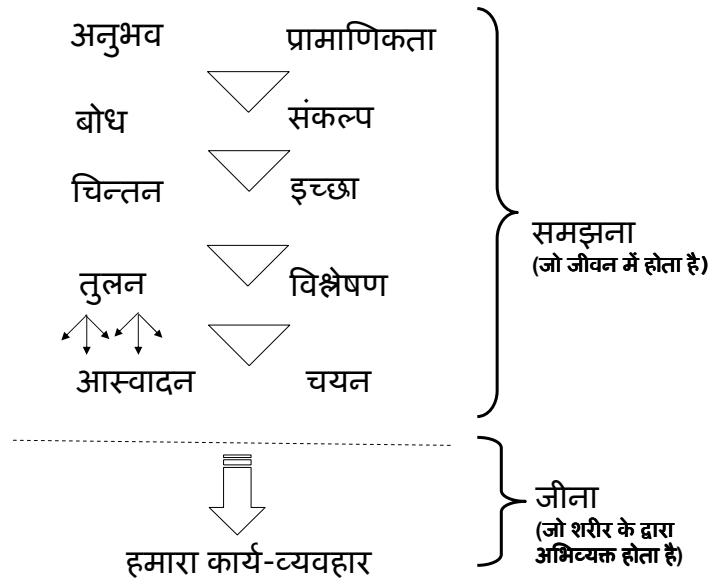 अनुभव प्रामाणिकता
बोध संकल्प
चिन्तन इच्छा
समझना
(जो जीवन में होता है)
तुलन विश्लेषण
आस्वादन चयन
जीना
(जो शरीर के द्वारा
अभिव्यक्त होता है)
हमारा कार्य-व्यवहार